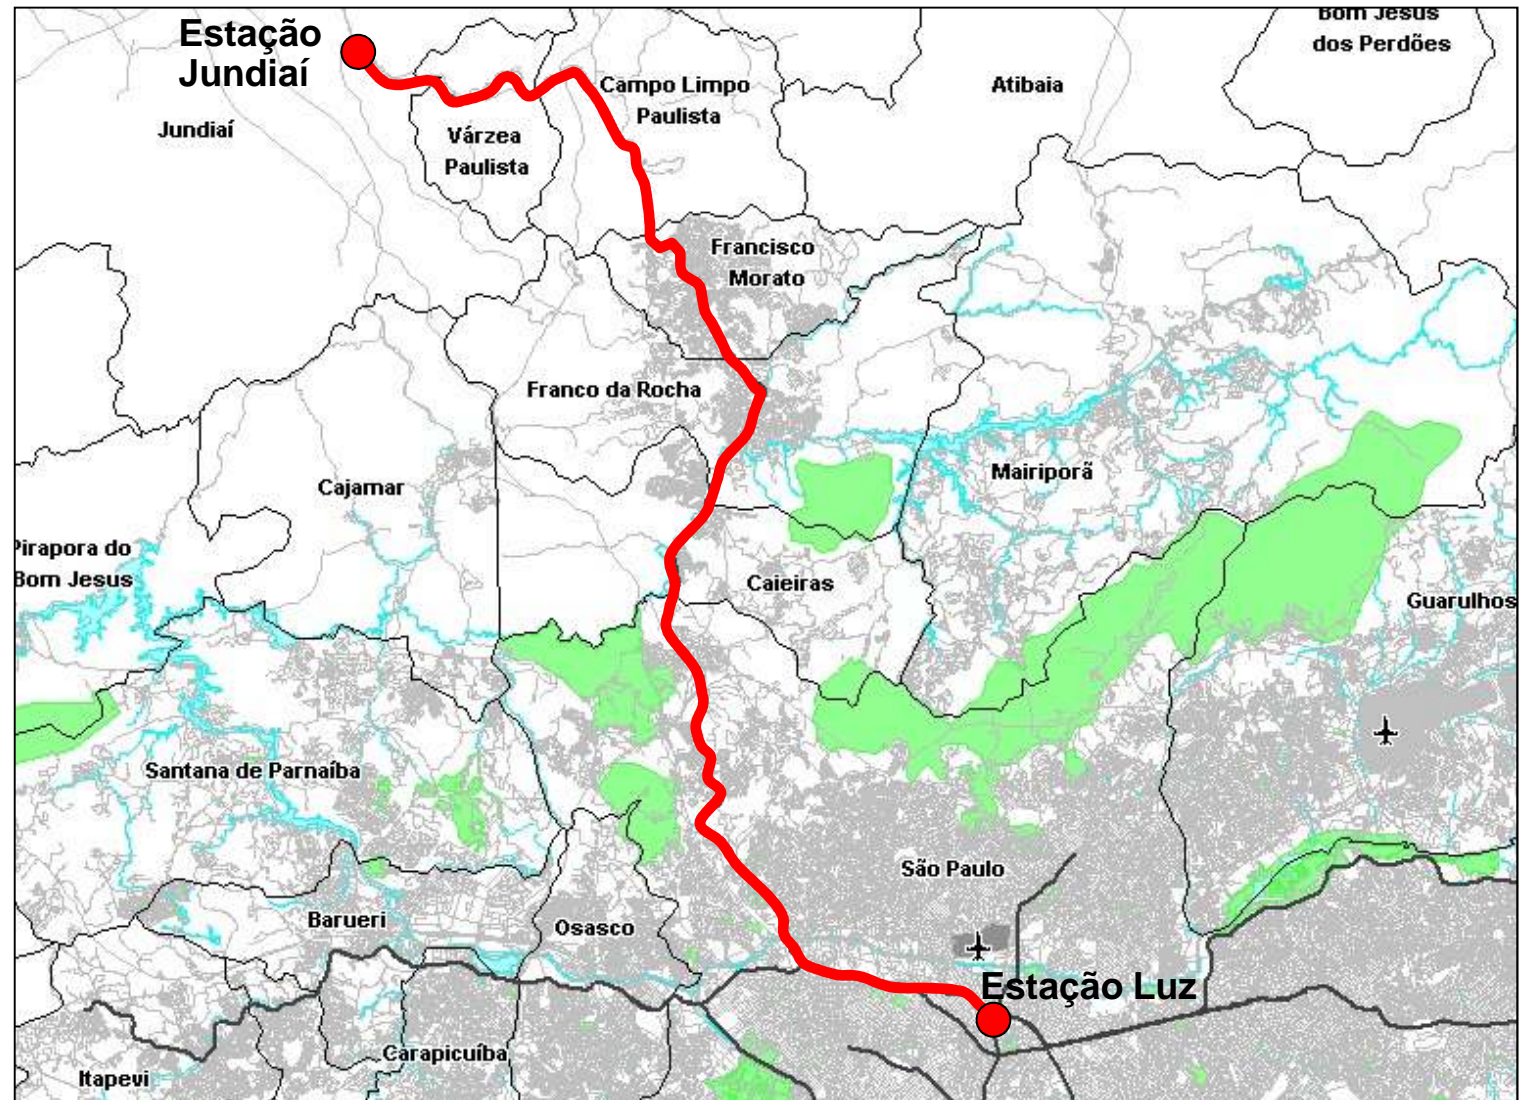 Bom Jesus
dos Perdões
Estação
Jundiaí
Campo Limpo
Paulista
Atibaia
Jundiaí
Várzea
Paulista
Francisco
Morato
Franco da Rocha
Mairiporã
Cajamar
Pirapora do
Bom Jesus
Caieiras
Guarulhos
Santana de Parnaíba
São Paulo
Barueri
Osasco
Estação Luz
Carapicuíba
Itapevi